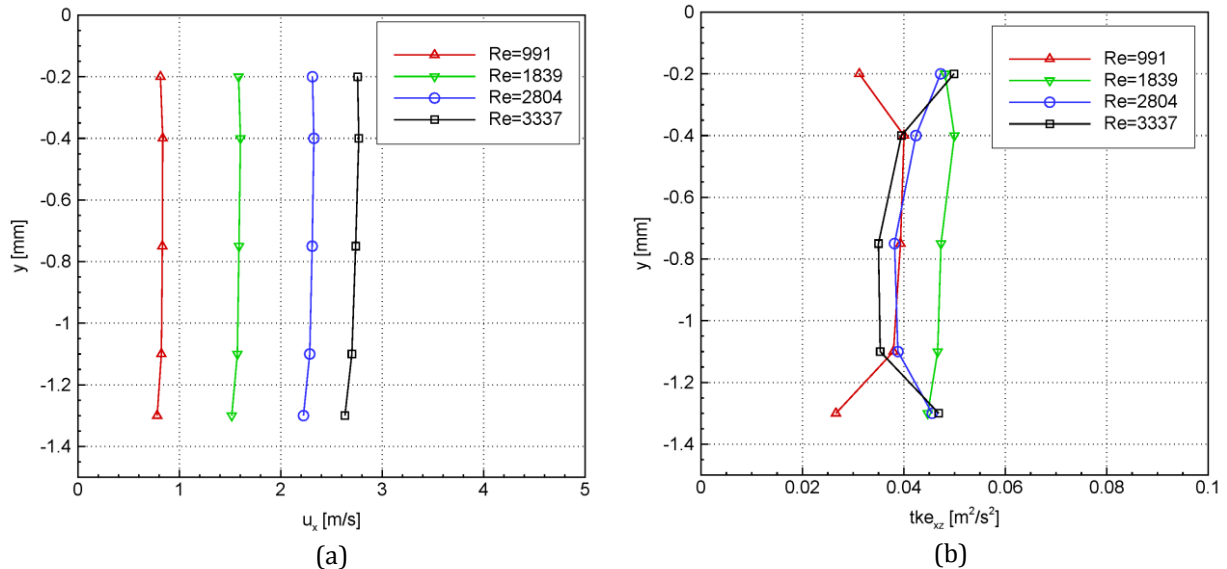 0
-0.2
-0.4
-0.6
-0.8
-1
-1.2
-1.4
y [mm]
0 1 2 3 4 5
u_x [m/s]
Re=991
Re=1839
Re=2804
Re=3337
(a)
0
-0.2
-0.4
-0.6
-0.8
-1
-1.2
-1.4
y [mm]
0 0.02 0.04 0.06 0.08 0.1
tke_xz [m²/s²]
Re=991
Re=1839
Re=2804
Re=3337
(b)